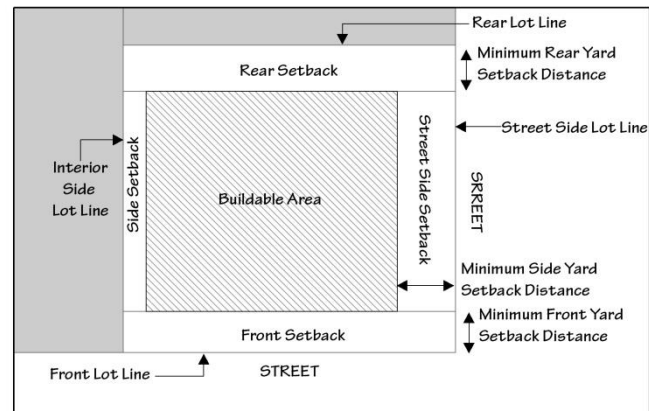 Rear Lot Line
Minimum Rear Yard
Setback Distance
Rear Setback
Street Side Lot Line
Interior
Side
Lot Line
Side Setback
Buildable Area
Street Side Setback
SRREET
Minimum Side Yard
Setback Distance
Minimum Front Yard
Setback Distance
Front Setback
Front Lot Line
STREET